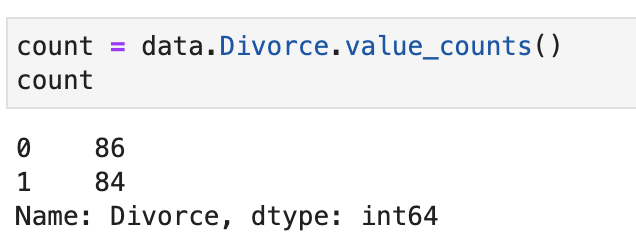 count = data.Divorce.value_counts()
count
0    86
1    84
Name: Divorce, dtype: int64